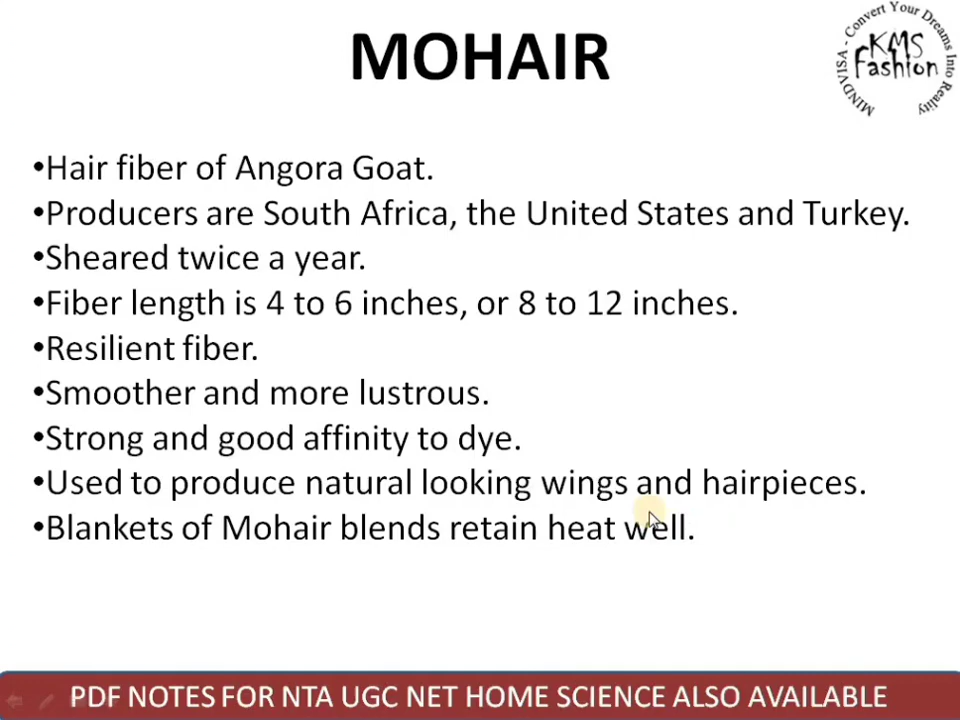 MOHAIR
MINDVISA - Convert Your Dreams Into Reality
KMS
Fashion
•Hair fiber of Angora Goat.
•Producers are South Africa, the United States and Turkey.
•Sheared twice a year.
•Fiber length is 4 to 6 inches, or 8 to 12 inches.
•Resilient fiber.
•Smoother and more lustrous.
•Strong and good affinity to dye.
•Used to produce natural looking wings and hairpieces.
•Blankets of Mohair blends retain heat well.
PDF NOTES FOR NTA UGC NET HOME SCIENCE ALSO AVAILABLE